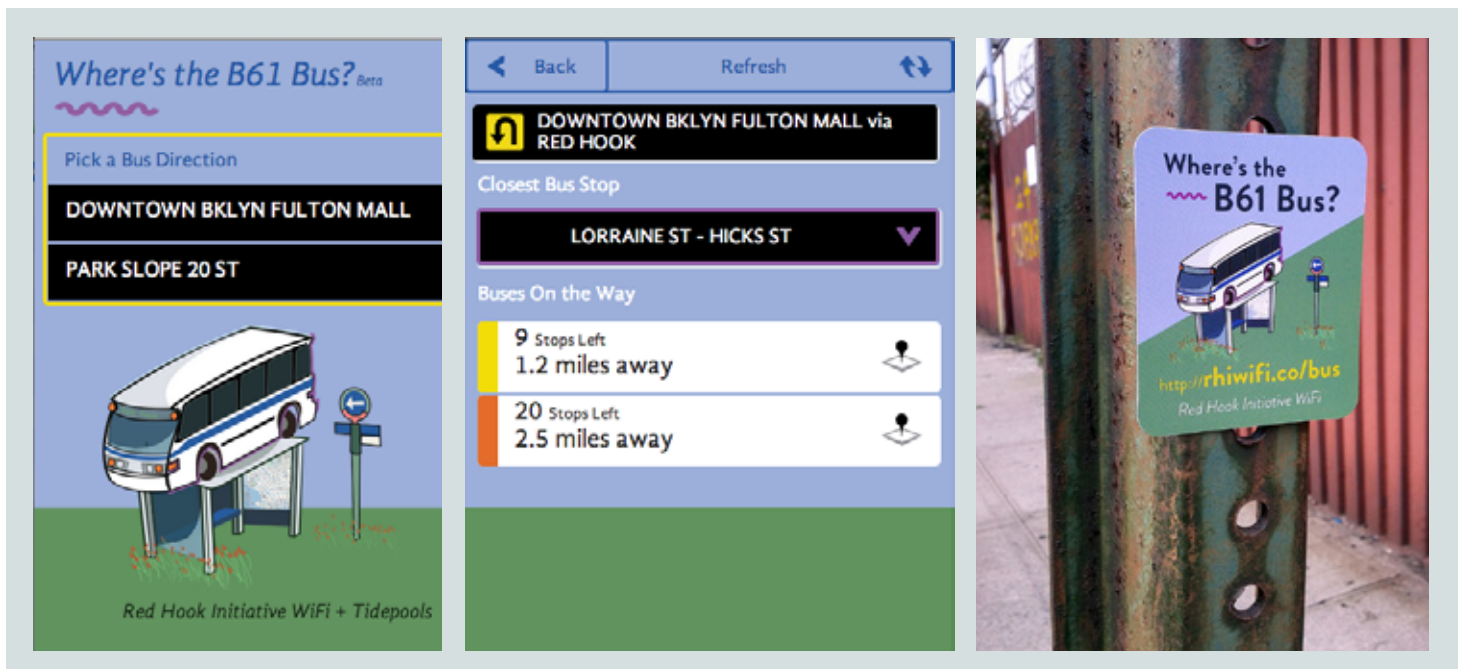 Where's the B61 Bus? Beta
Pick a Bus Direction
DOWNTOWN BKLYN FULTON MALL
PARK SLOPE 20 ST
Red Hook Initiative WiFi + Tidepools
Back
Refresh
DOWNTOWN BKLYN FULTON MALL via
RED HOOK
Closest Bus Stop
LORRAINE ST - HICKS ST
Buses On the Way
9 Stops Left
1.2 miles away
20 Stops Left
2.5 miles away
Where's the
B61 Bus?
http://rhiwifi.co/bus
Red Hook Initiative WiFi